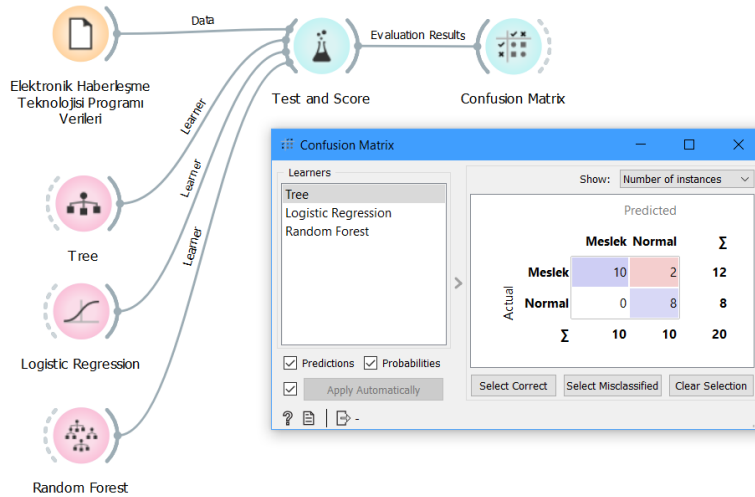 Data
Evaluation Results
Elektronik Haberleşme
Teknolojisi Programı
Verileri
Test and Score
Confusion Matrix
Learner
Learner
Learner
Tree
Logistic Regression
Random Forest
Confusion Matrix
Learners
Tree
Logistic Regression
Random Forest
Predictions Probabilities
Apply Automatically
? -
Show: Number of instances
Predicted
Meslek Normal Σ
Actual
Meslek 10 2 12
Normal 0 8 8
Σ 10 10 20
Select Correct Select Misclassified Clear Selection